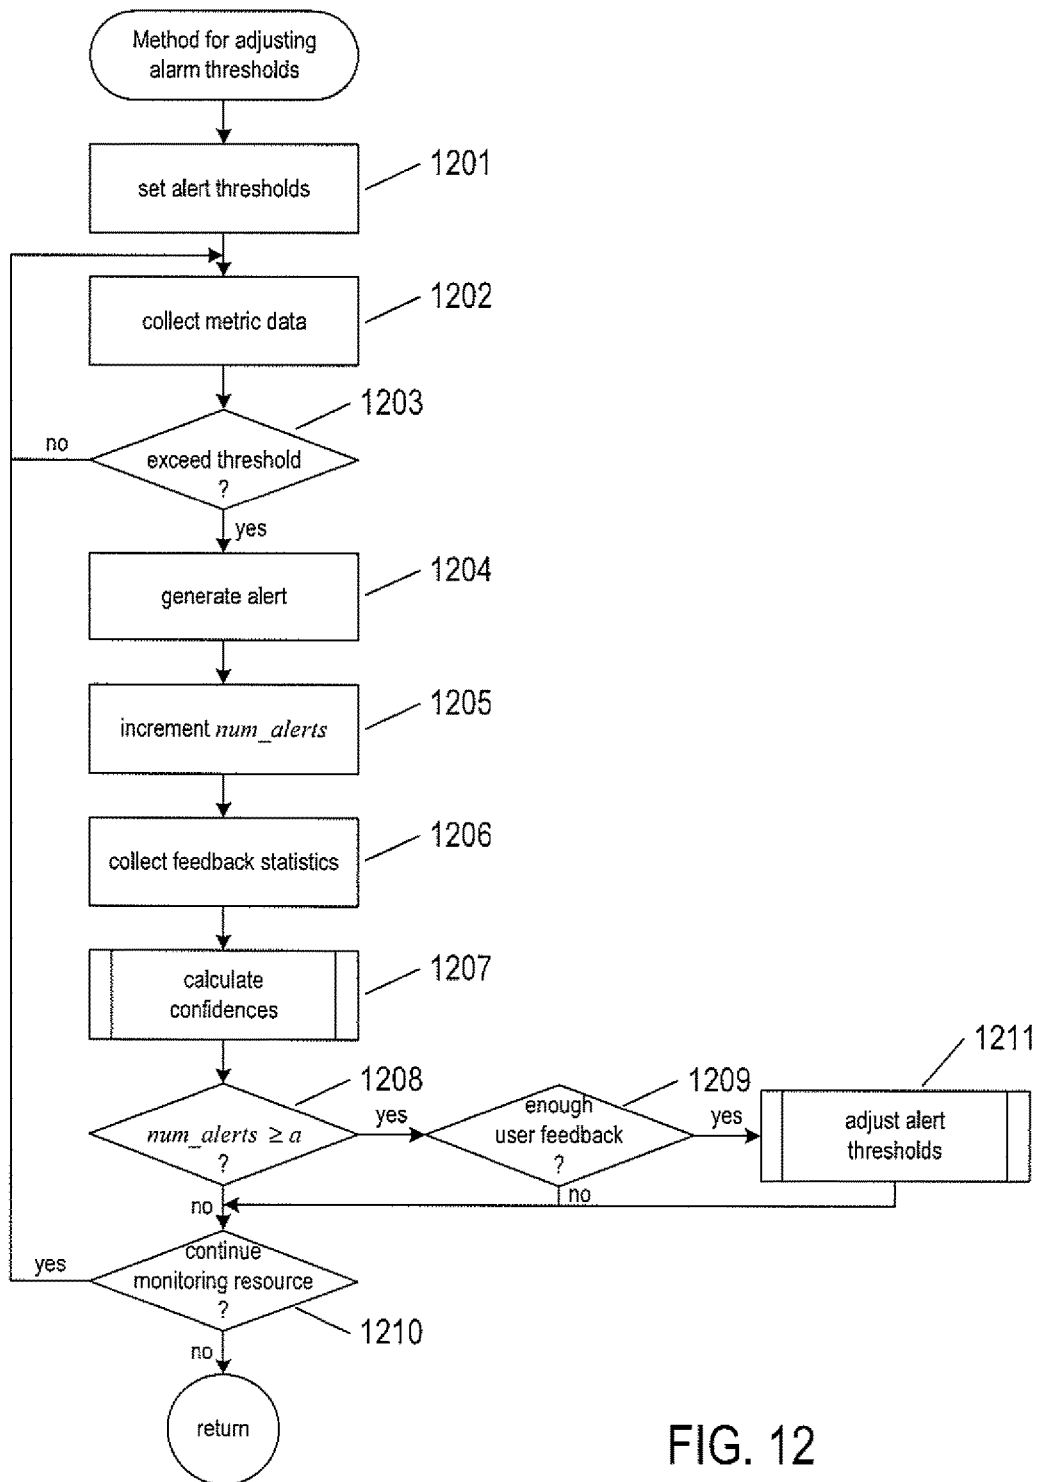 Method for adjusting
alarm thresholds
1201
set alert thresholds
1202
collect metric data
1203
no
exceed threshold
?
yes
1204
generate alert
1205
increment num_alerts
1206
collect feedback statistics
1207
calculate
confidences
1208
num_alerts ≥ a
?
yes
no
1209
enough
user feedback
?
yes
no
1211
adjust alert
thresholds
yes
continue
monitoring resource
?
1210
no
return
FIG. 12